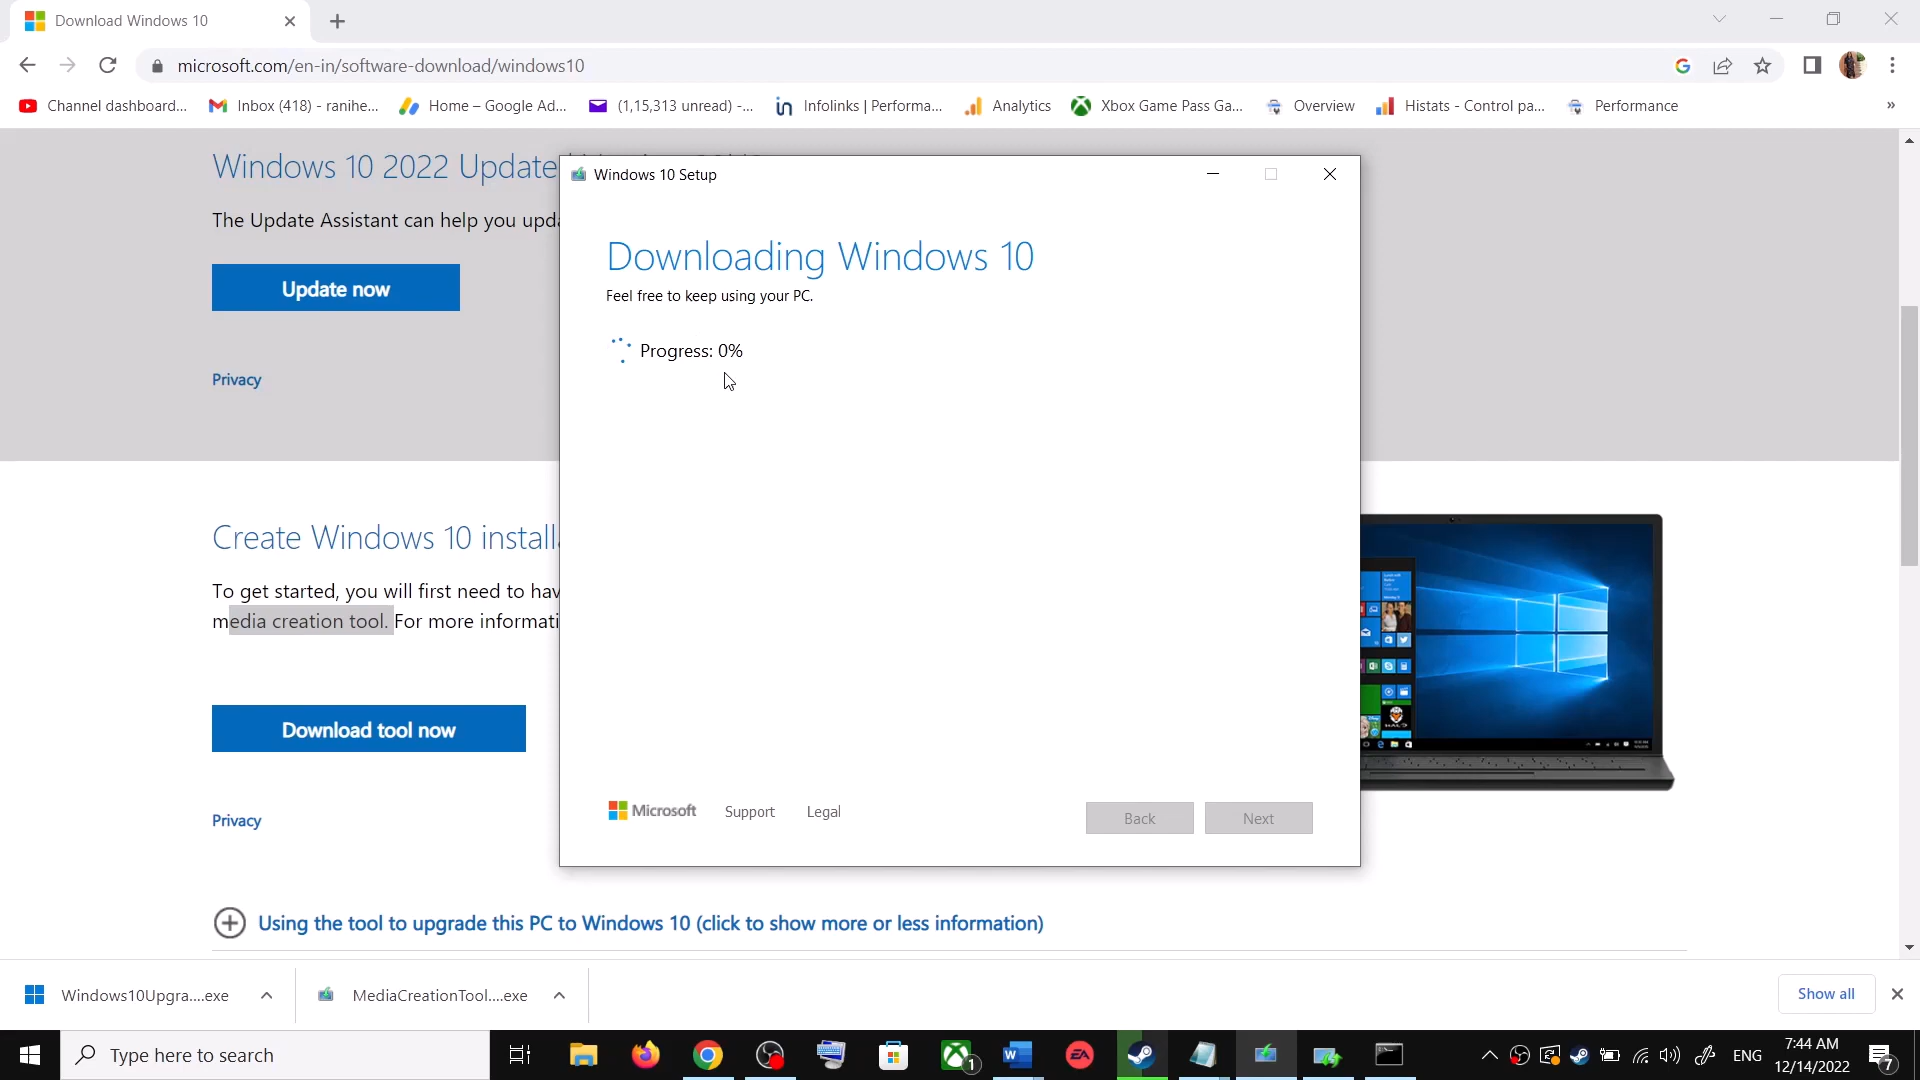 Download Windows 10
microsoft.com/en-in/software-download/windows10
Channel dashboard...
Inbox (418) - ranihe...
Home – Google Ad...
(1,15,313 unread) -...
Infolinks | Performa...
Analytics
Xbox Game Pass Ga...
Overview
Histats - Control pa...
Performance
»
Windows 10 2022 Update
The Update Assistant can help you upda
Update now
Privacy
Windows 10 Setup
Downloading Windows 10
Feel free to keep using your PC.
Progress: 0%
Microsoft
Support
Legal
Back
Next
Create Windows 10 installa
To get started, you will first need to hav
media creation tool. For more informati
Download tool now
Privacy
Using the tool to upgrade this PC to Windows 10 (click to show more or less information)
Windows10Upgra....exe
MediaCreationTool....exe
Show all
Type here to search
1
W
EA
ENG
7:44 AM
12/14/2022
7